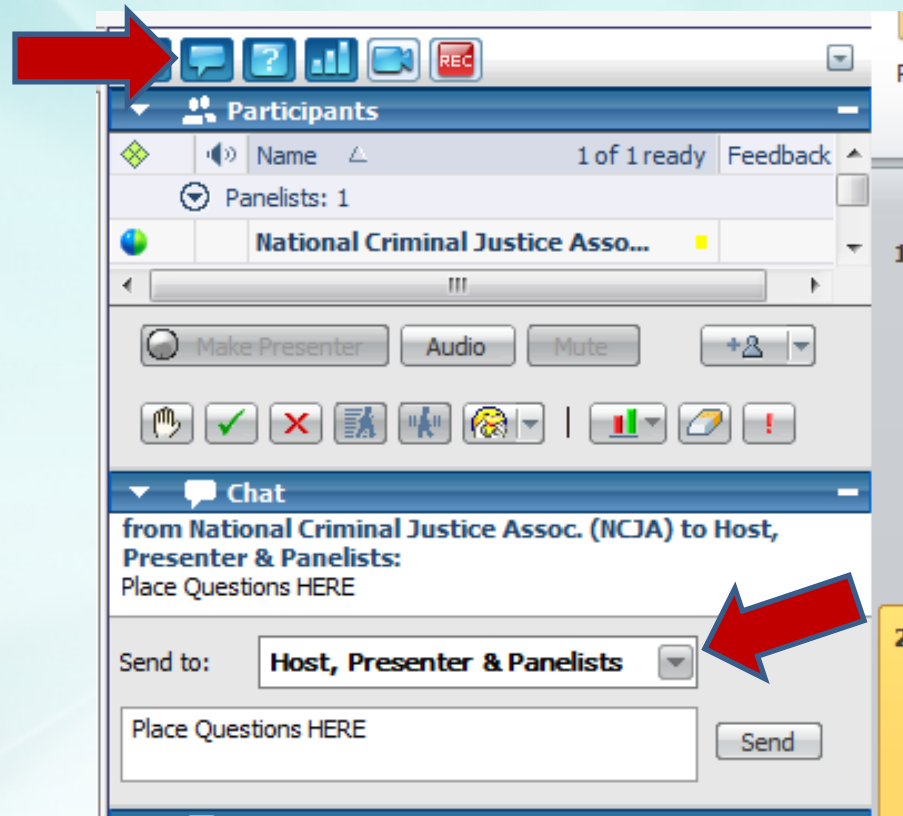 REC
Participants
Name 1 of 1 ready Feedback
Panelists: 1
National Criminal Justice Asso...
Make Presenter Audio Mute
Chat
from National Criminal Justice Assoc. (NCJA) to Host,
Presenter & Panelists:
Place Questions HERE
Send to: Host, Presenter & Panelists
Place Questions HERE
Send